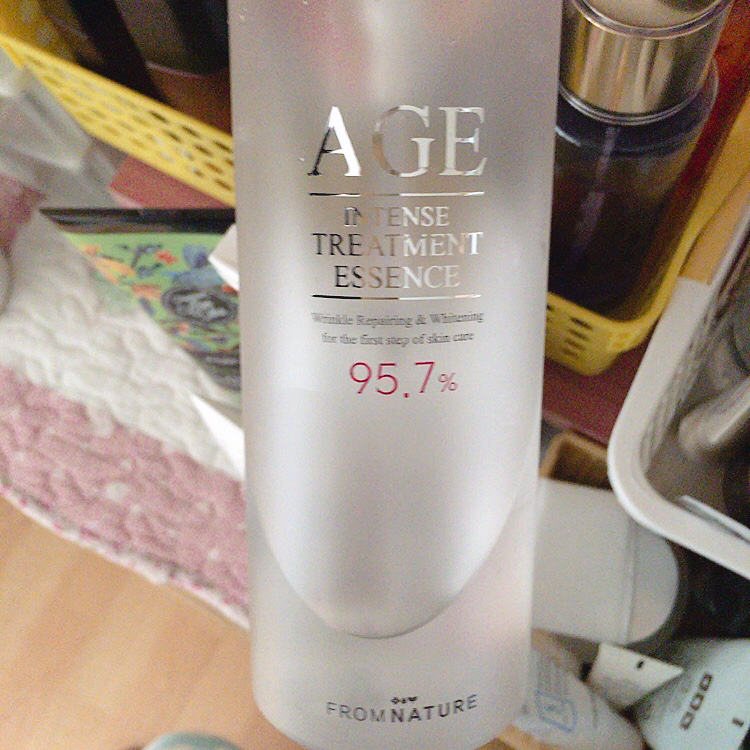 AGE
INTENSE
TREATMENT
ESSENCE
Wrinkle Repairing & Whitening
for the first step of skin care
95.7%
FROMNATURE